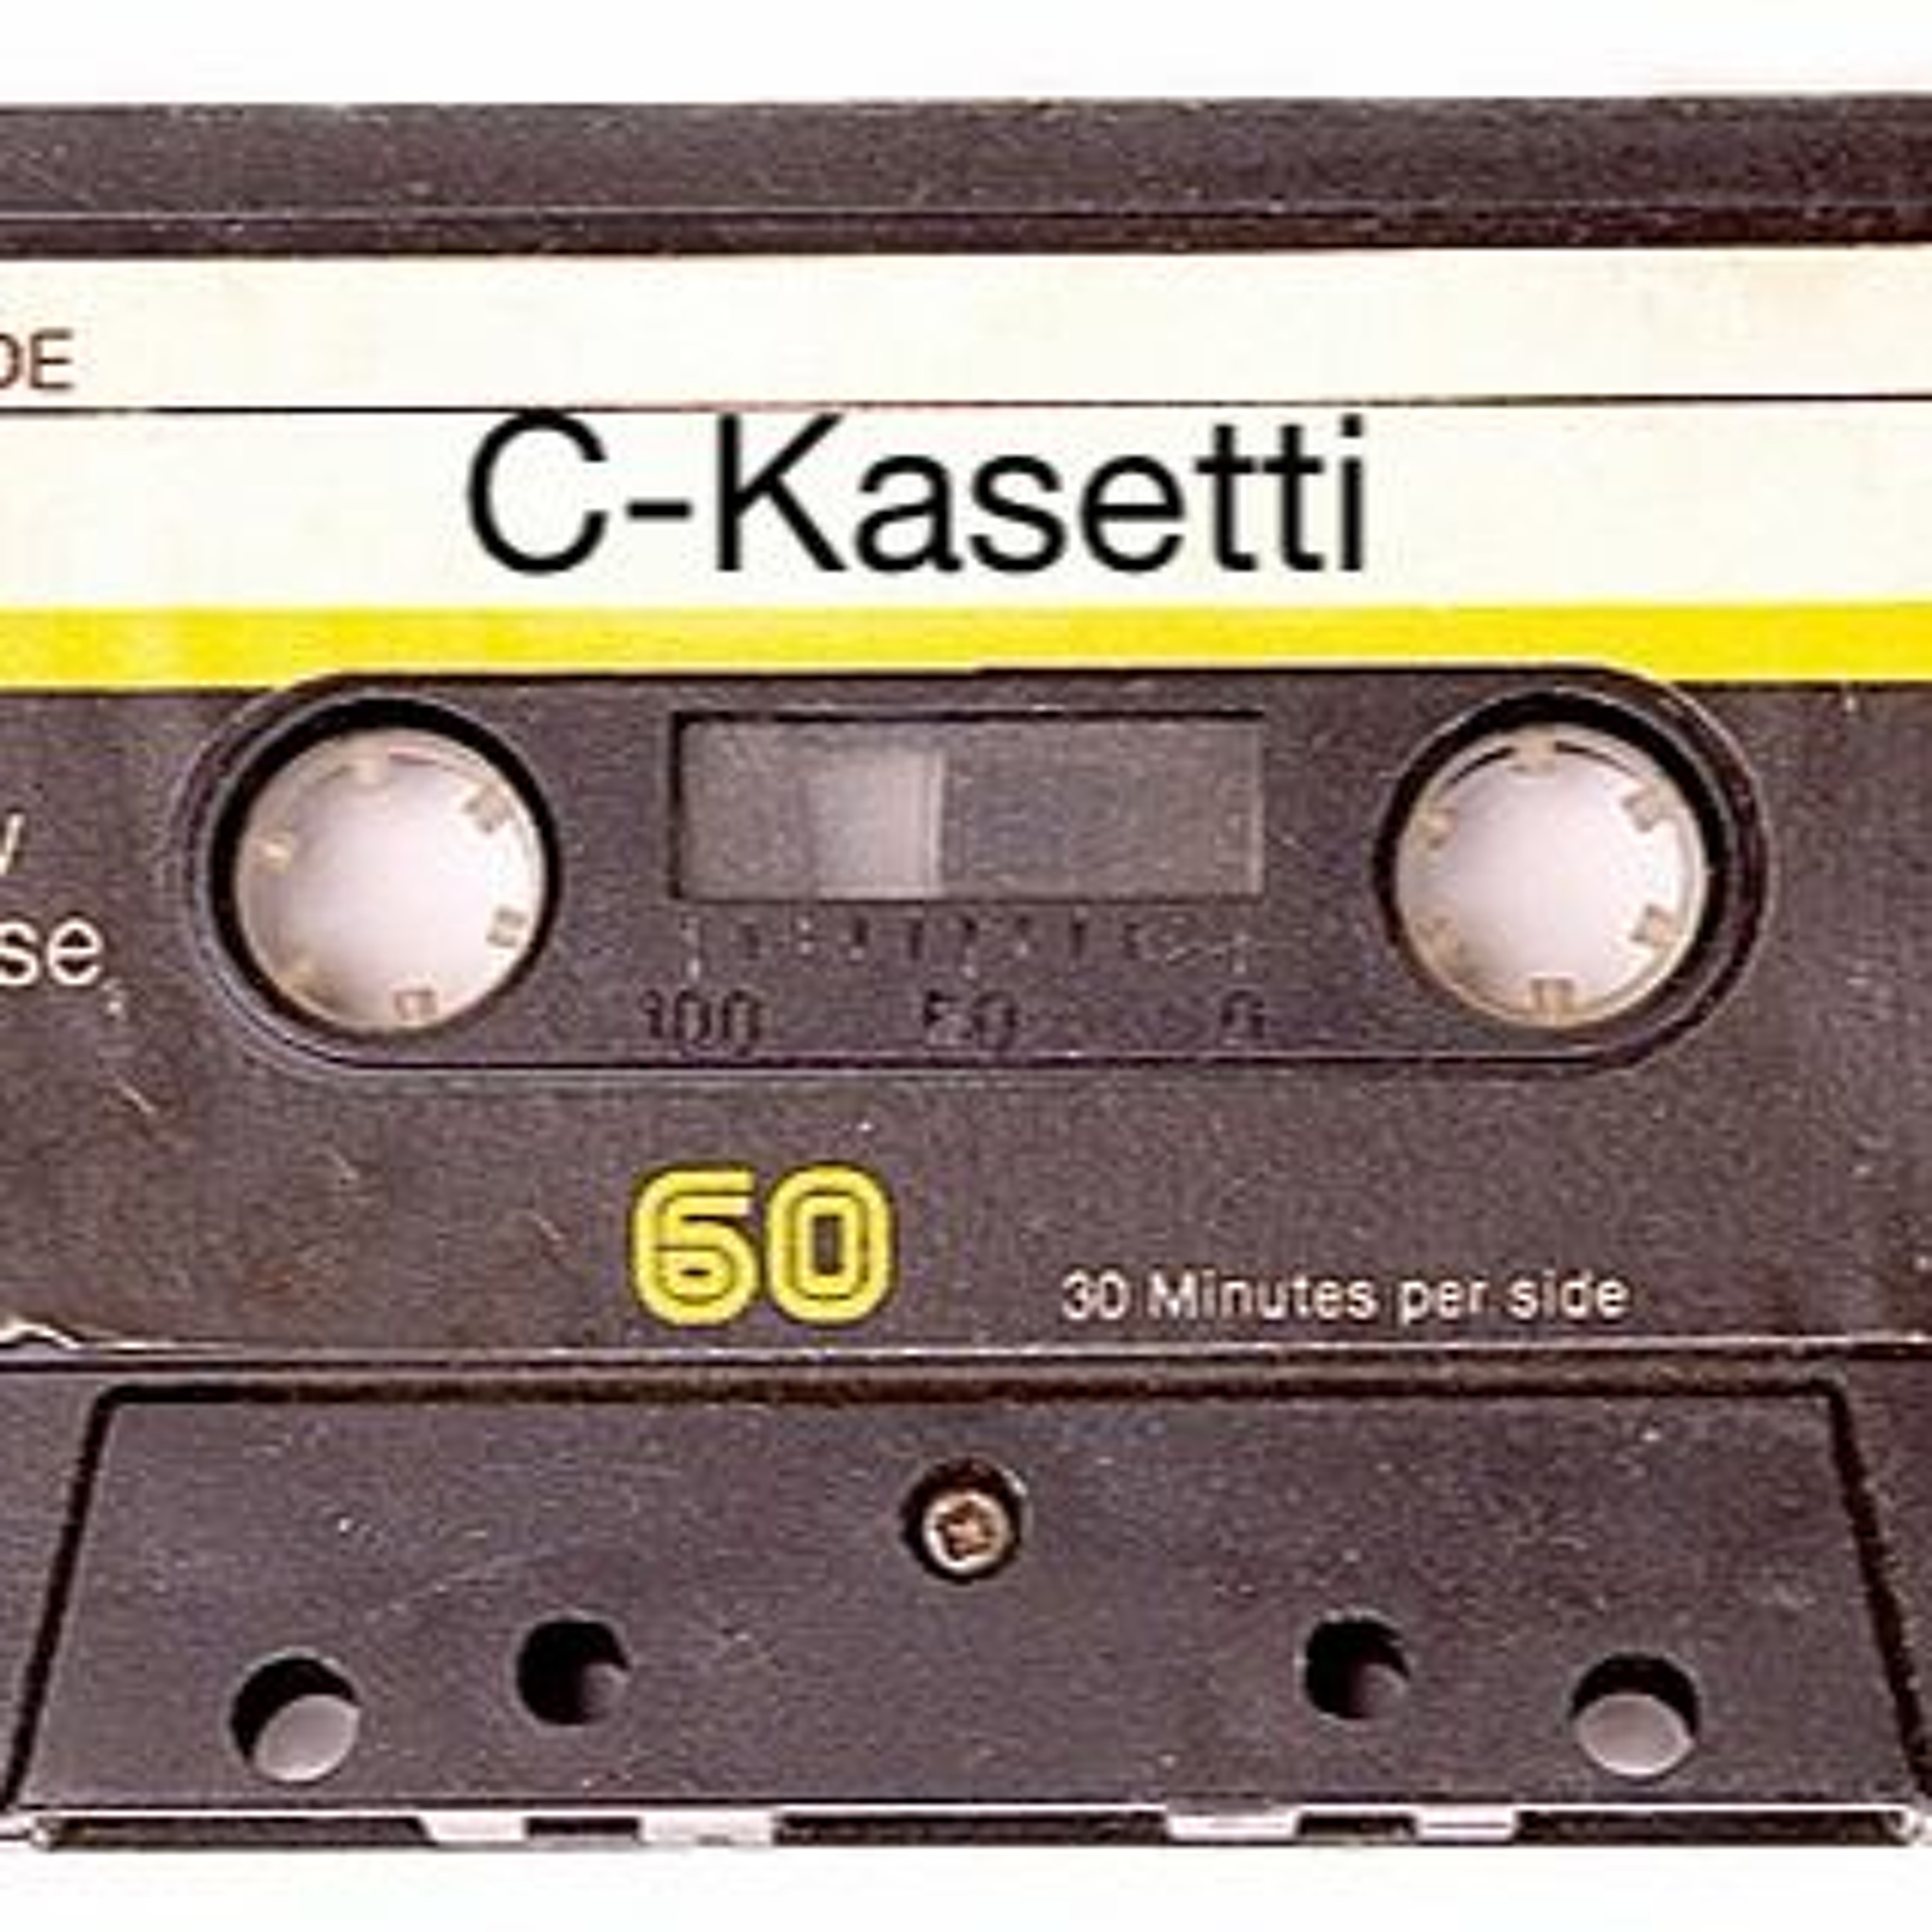 DE
C-Kasetti
se
100 50 0
60
30 Minutes per side